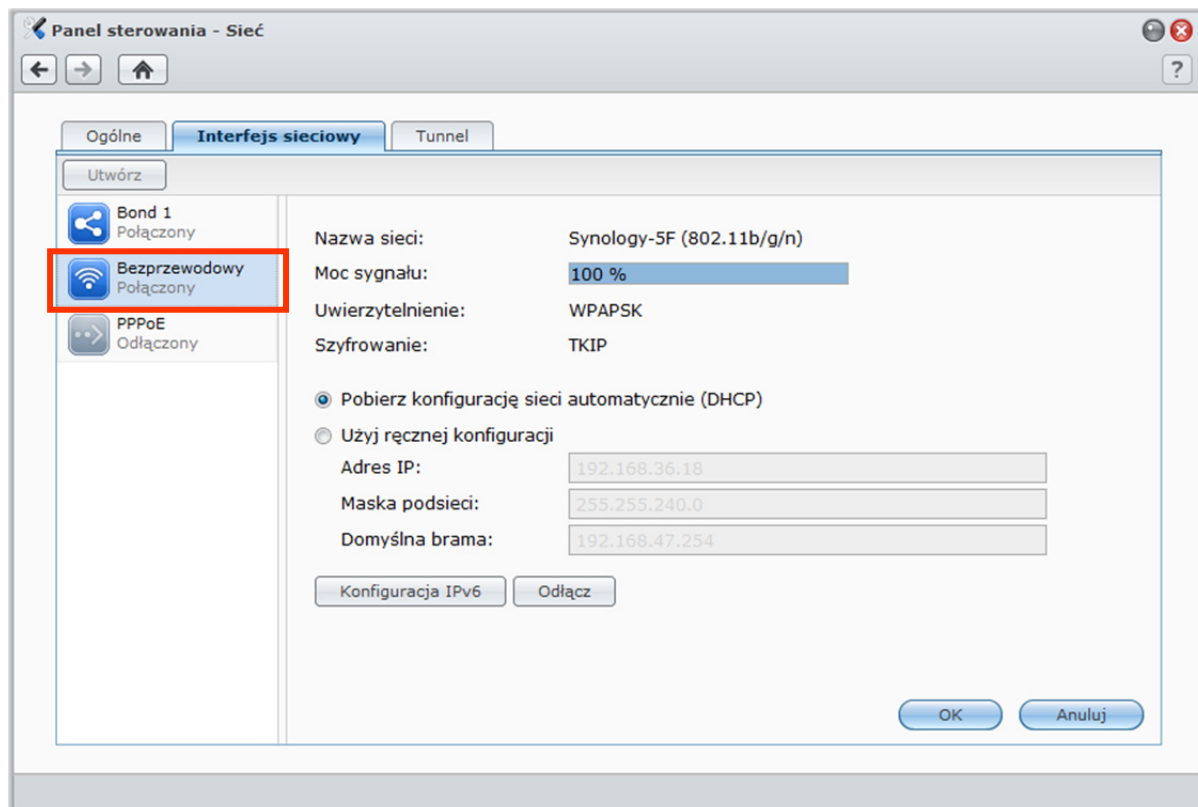 Panel sterowania - Sieć
?
Ogólne Interfejs sieciowy Tunnel
Utwórz
Bond 1
Połączony
Bezprzewodowy
Połączony
PPPoE
Odłączony
Nazwa sieci: Synology-5F (802.11b/g/n)
Moc sygnału: 100 %
Uwierzytelnienie: WPAPSK
Szyfrowanie: TKIP
Pobierz konfigurację sieci automatycznie (DHCP)
Użyj ręcznej konfiguracji
Adres IP: 192.168.36.18
Maska podsieci: 255.255.240.0
Domyślna brama: 192.168.47.254
Konfiguracja IPv6 Odłącz
OK Anuluj